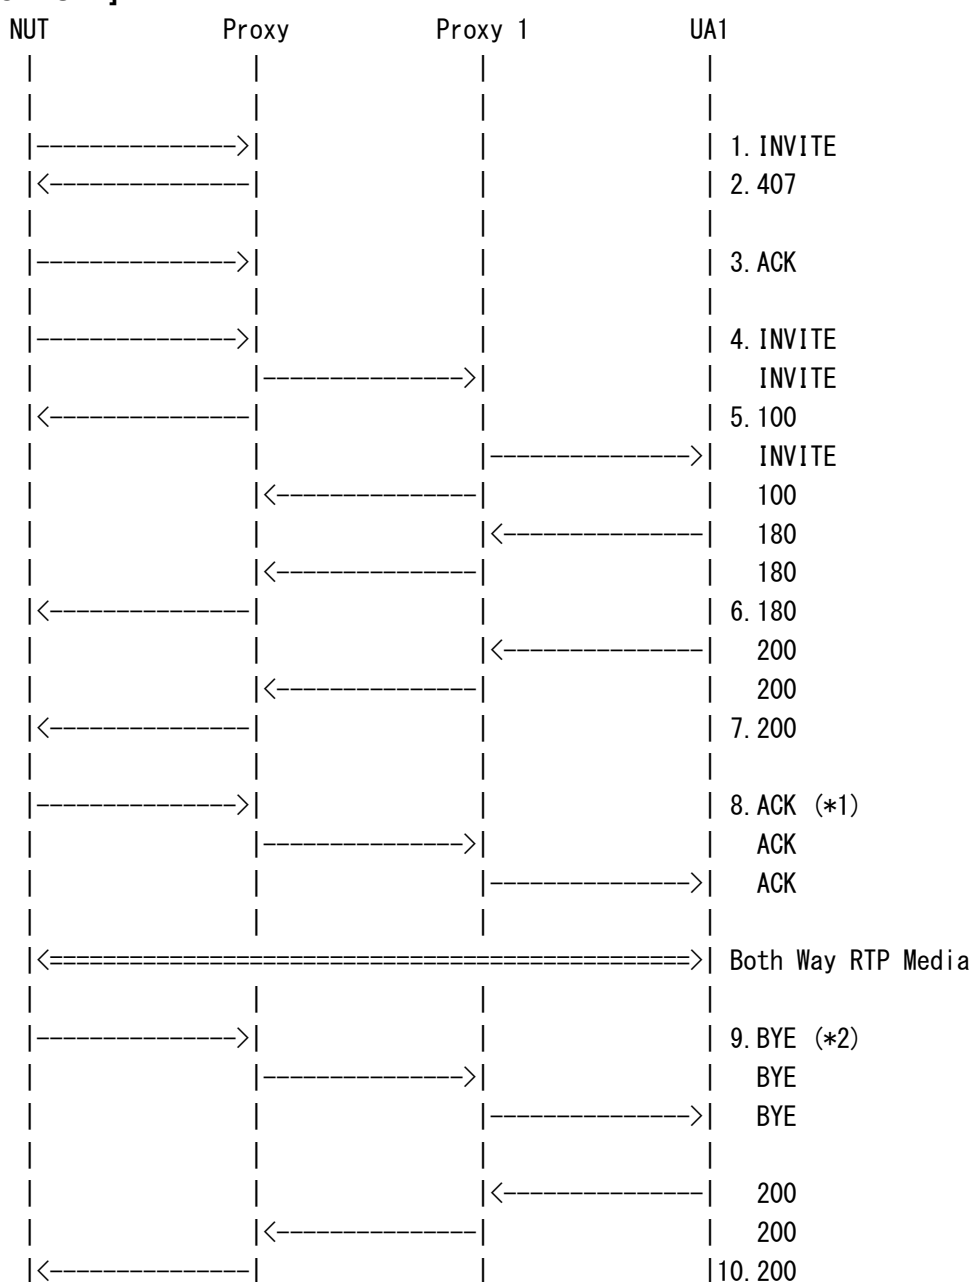 NUT Proxy Proxy 1 UA1
1. INVITE
2. 407
3. ACK
4. INVITE
INVITE
5. 100
INVITE
100
180
180
6. 180
200
200
7. 200
8. ACK (*1)
ACK
ACK
Both Way RTP Media
9. BYE (*2)
BYE
BYE
200
200
10. 200